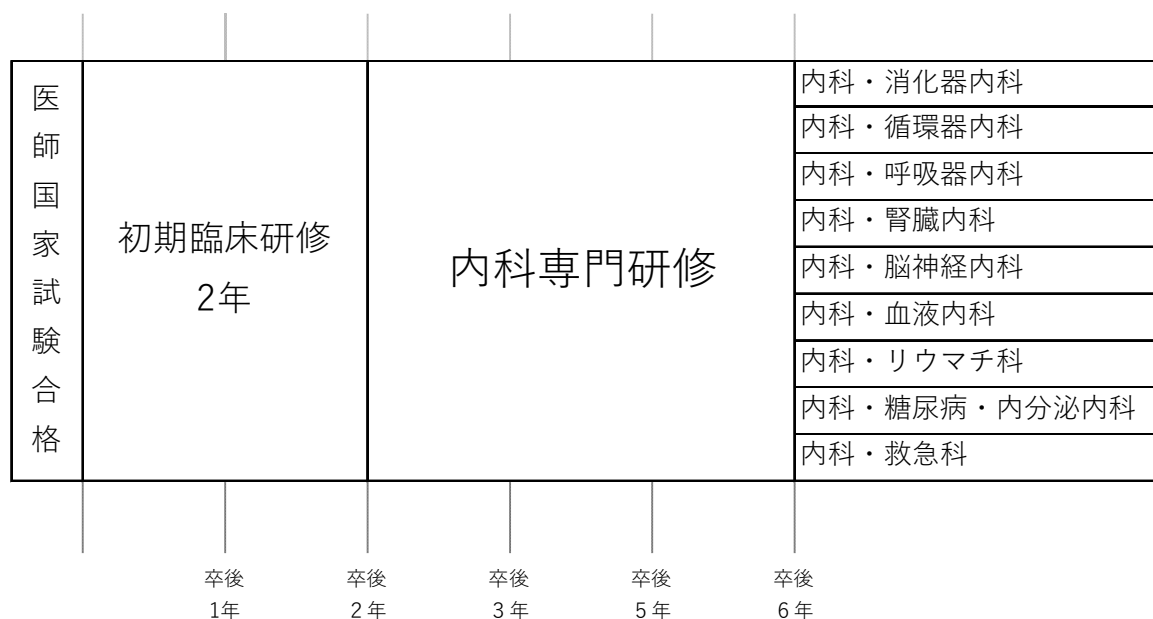 医師国家試験合格
初期臨床研修
2年
内科専門研修
内科・消化器内科
内科・循環器内科
内科・呼吸器内科
内科・腎臓内科
内科・脳神経内科
内科・血液内科
内科・リウマチ科
内科・糖尿病・内分泌内科
内科・救急科
卒後
1年
卒後
2年
卒後
3年
卒後
5年
卒後
6年